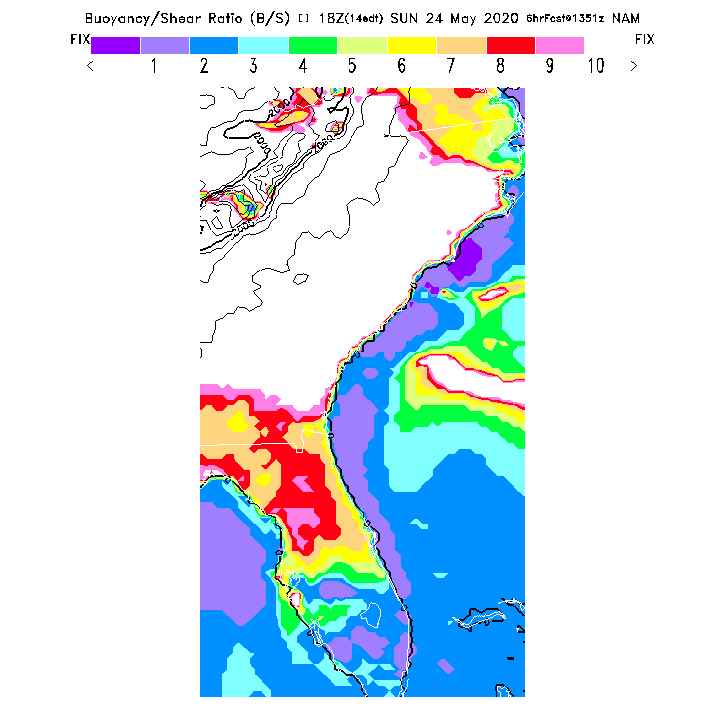 Buoyancy/Shear Ratio (B/S) [] 18Z(14edt) SUN 24 May 2020 6hrFcst@1351z NAM
FIX FIX
< 1 2 3 4 5 6 7 8 9 10 >